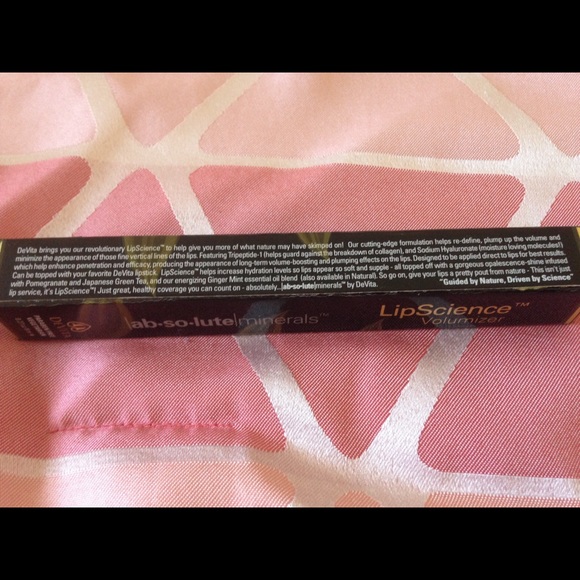 DeVita brings you our revolutionary LipScience™ to help give you more of what nature may have skimped on! Our cutting-edge formulation helps re-define, plump up the volume and
minimize the appearance of those fine vertical lines of the lips. Featuring Tripeptide-1 (helps guard against the breakdown of collagen), and Sodium Hyaluronate (moisture loving molecules!)
which help enhance penetration and efficacy, producing the appearance of long-term volume-boosting and plumping effects on the lips. Designed to be applied direct to lips for best results.
Can be topped with your favorite DeVita lipstick. LipScience™ helps increase hydration levels so lips appear so soft and supple - all topped off with a gorgeous opalescence-shine infused
with Pomegranate and Japanese Green Tea, and our energizing Ginger Mint essential oil blend (also available in Natural). So go on, give your lips a pretty pout from nature - This isn't just
lip service, it's LipScience™! Just great, healthy coverage you can count on - absolutely...|ab·so·lute|minerals™ by DeVita. "Guided by Nature, Driven by Science"
|ab·so·lute|minerals™
LipScience™
Volumizer